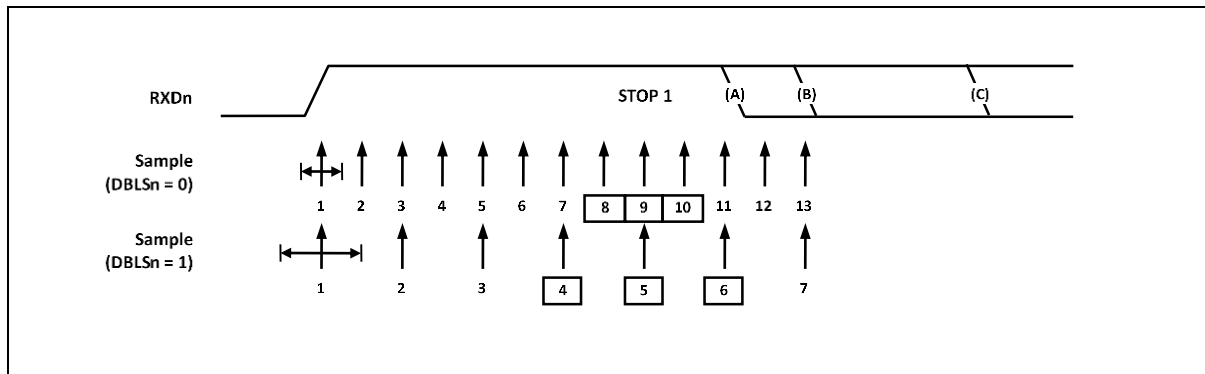 RXDn
STOP 1
(A)
(B)
(C)
Sample
(DBLSn = 0)
1 2 3 4 5 6 7 8 9 10 11 12 13
Sample
(DBLSn = 1)
1 2 3 4 5 6 7